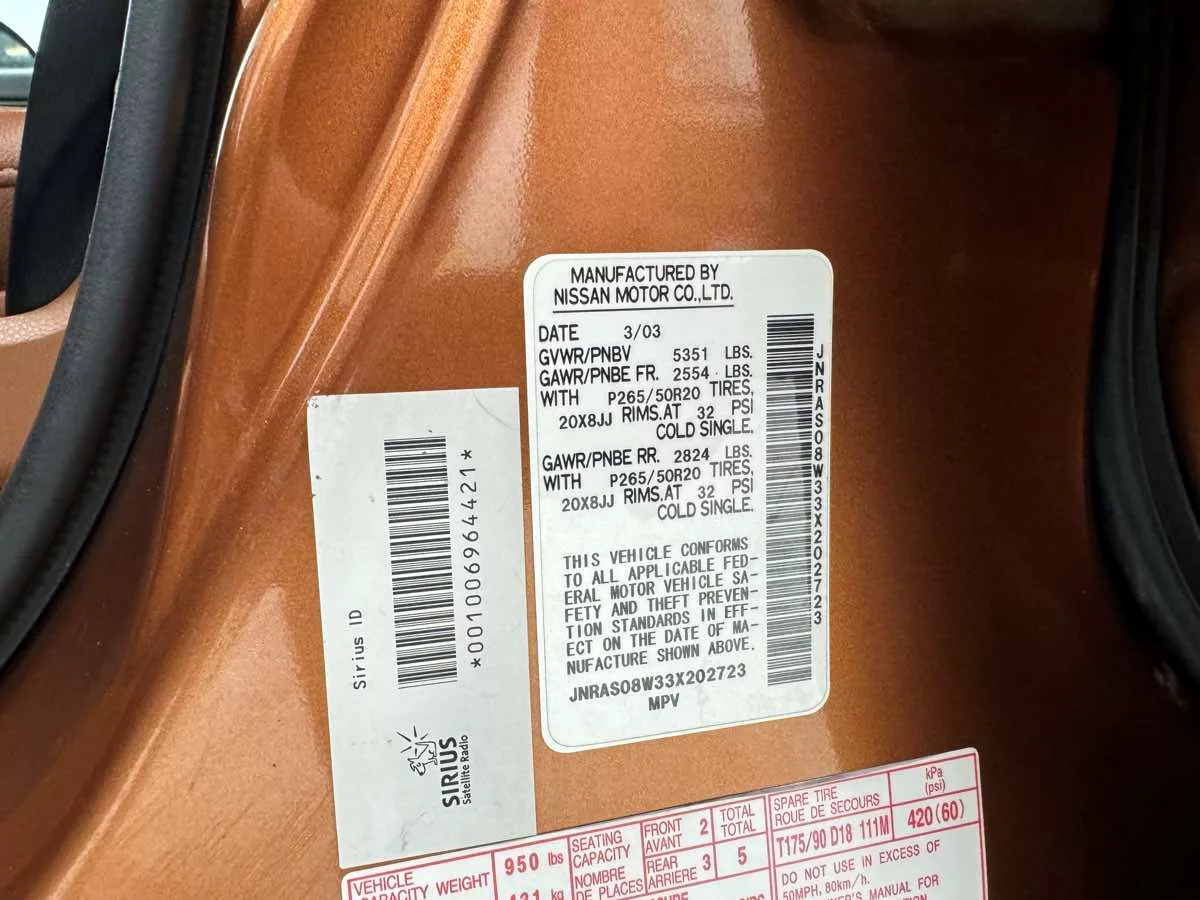 MANUFACTURED BY
NISSAN MOTOR CO.,LTD.
DATE 3/03
GVWR/PNBV 5351 LBS.
GAWR/PNBE FR. 2554 LBS.
WITH P265/50R20 TIRES,
20X8JJ RIMS.AT 32 PSI
COLD SINGLE.
GAWR/PNBE RR. 2824 LBS.
WITH P265/50R20 TIRES,
20X8JJ RIMS.AT 32 PSI
COLD SINGLE.
THIS VEHICLE CONFORMS
TO ALL APPLICABLE FED-
ERAL MOTOR VEHICLE SA-
FETY AND THEFT PREVEN-
TION STANDARDS IN EFF-
ECT ON THE DATE OF MA-
NUFACTURE SHOWN ABOVE.
JNRAS08W33X202723
MPV
JNRAS08W33X202723
Sirius ID
*001006964421*
SIRIUS
Satellite Radio
VEHICLE
CAPACITY WEIGHT
950 lbs
431 kg
SEATING
CAPACITY
NOMBRE
DE PLACES
FRONT
AVANT 2
REAR
ARRIERE 3
TOTAL
TOTAL
5
SPARE TIRE
ROUE DE SECOURS
T175/90 D18 111M
kPa
(psi)
420(60)
DO NOT USE IN EXCESS OF
50MPH, 80km/h.
MANUAL FOR